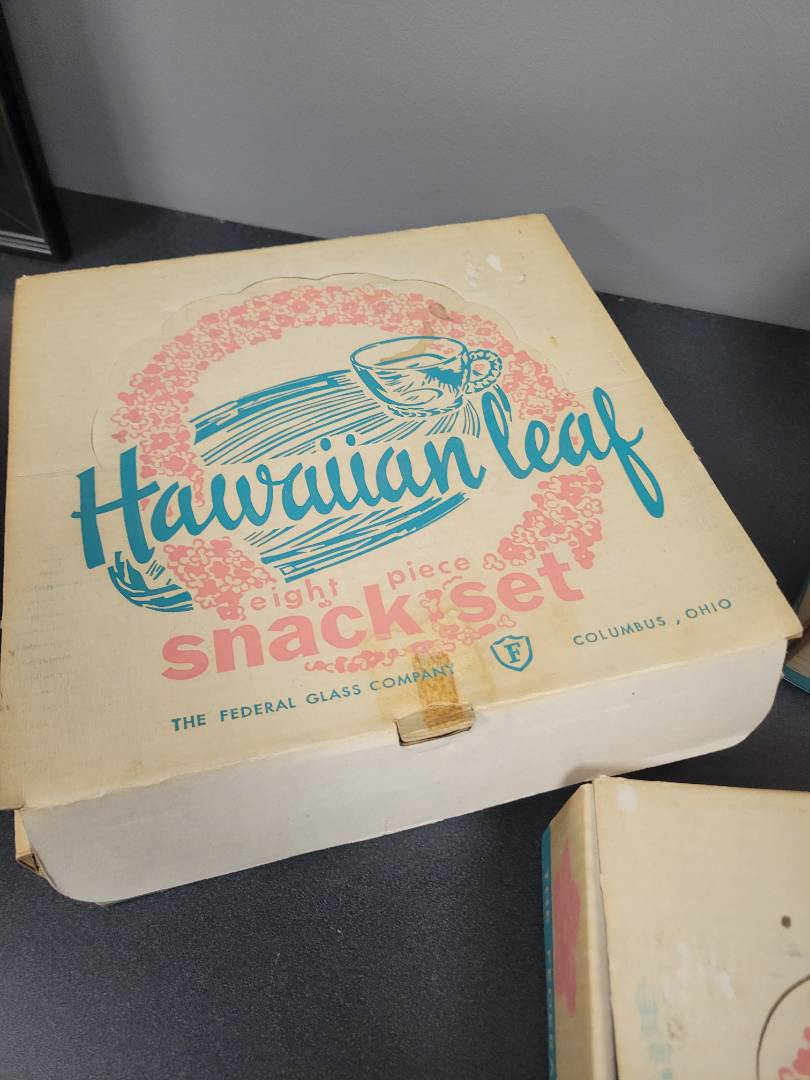 Hawaiian leaf
eight piece
snack set
THE FEDERAL GLASS COMPANY F COLUMBUS, OHIO